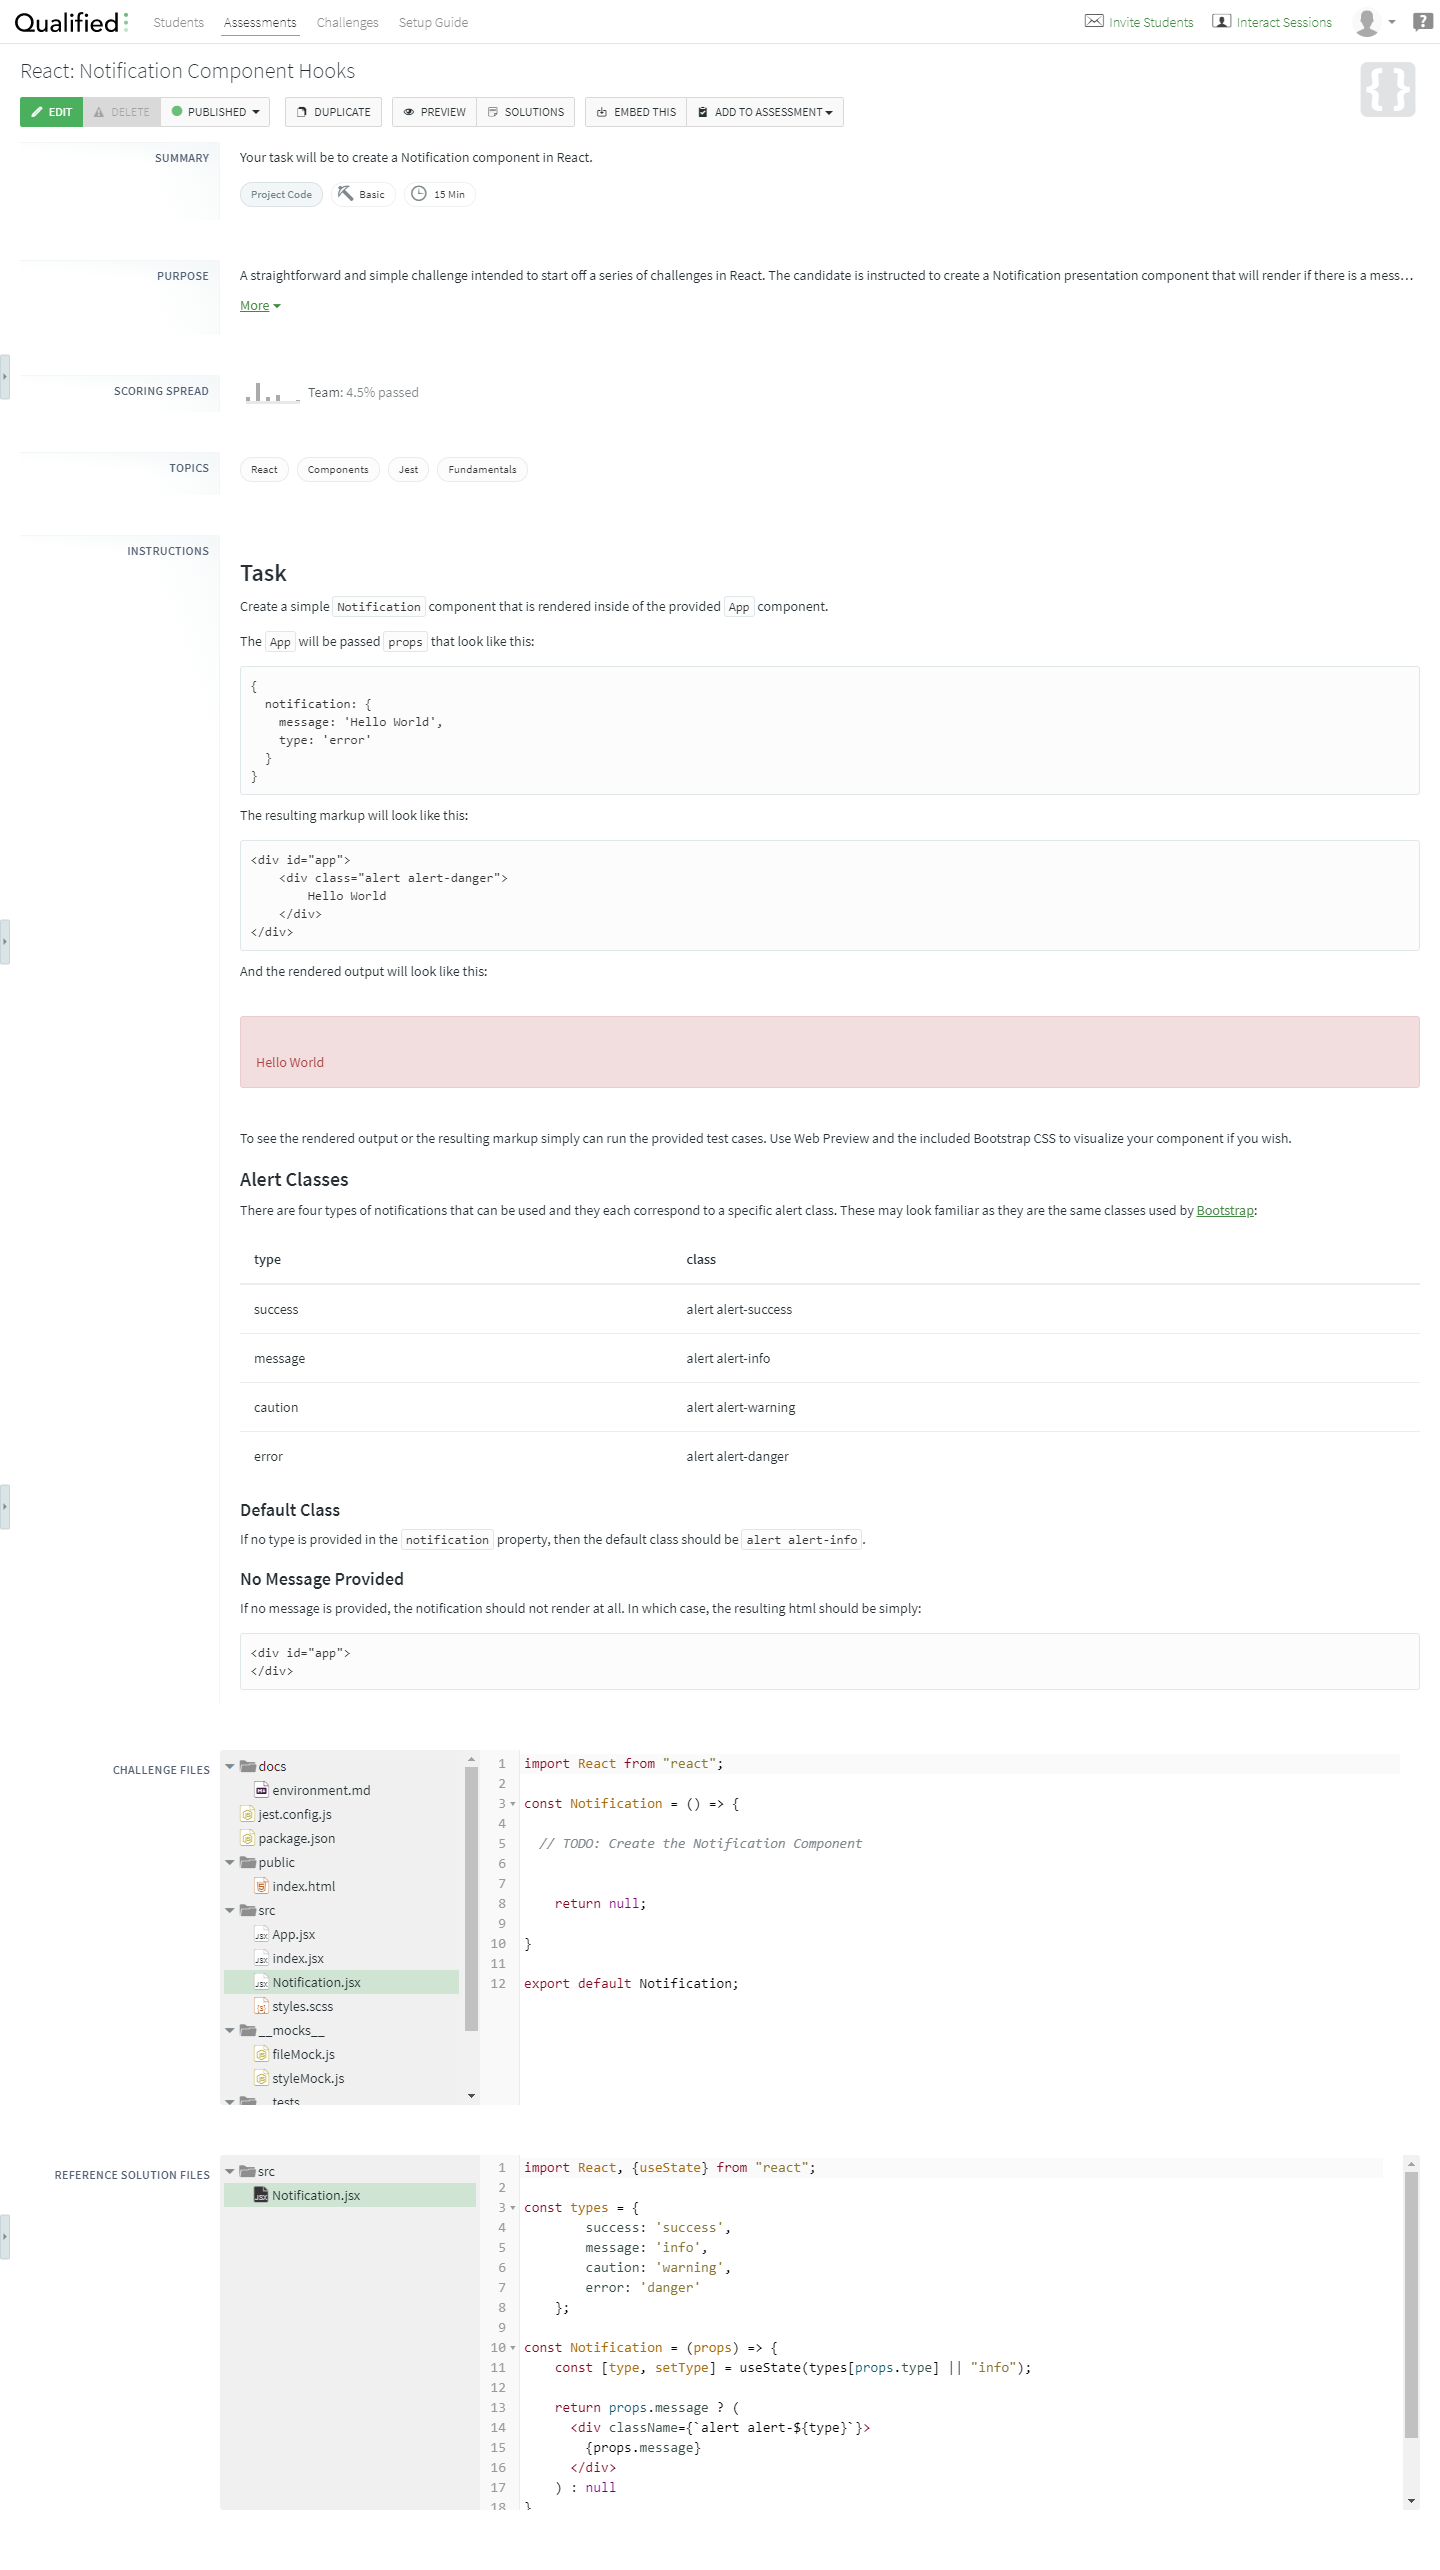 Qualified
Students Assessments Challenges Setup Guide
Invite Students Interact Sessions
React: Notification Component Hooks
EDIT DELETE PUBLISHED DUPLICATE PREVIEW SOLUTIONS EMBED THIS ADD TO ASSESSMENT
SUMMARY
Your task will be to create a Notification component in React.
Project Code Basic 15 Min
PURPOSE
A straightforward and simple challenge intended to start off a series of challenges in React. The candidate is instructed to create a Notification presentation component that will render if there is a mess...
More
SCORING SPREAD
Team: 4.5% passed
TOPICS
React Components Jest Fundamentals
INSTRUCTIONS
Task
Create a simple Notification component that is rendered inside of the provided App component.
The App will be passed props that look like this:
{
  notification: {
    message: 'Hello World',
    type: 'error'
  }
}
The resulting markup will look like this:
<div id="app">
    <div class="alert alert-danger">
        Hello World
    </div>
</div>
And the rendered output will look like this:
Hello World
To see the rendered output or the resulting markup simply can run the provided test cases. Use Web Preview and the included Bootstrap CSS to visualize your component if you wish.
Alert Classes
There are four types of notifications that can be used and they each correspond to a specific alert class. These may look familiar as they are the same classes used by Bootstrap:
type class
success alert alert-success
message alert alert-info
caution alert alert-warning
error alert alert-danger
Default Class
If no type is provided in the notification property, then the default class should be alert alert-info.
No Message Provided
If no message is provided, the notification should not render at all. In which case, the resulting html should be simply:
<div id="app">
</div>
CHALLENGE FILES
docs
environment.md
jest.config.js
package.json
public
index.html
src
App.jsx
index.jsx
Notification.jsx
styles.scss
__mocks__
fileMock.js
styleMock.js
__tests__
1 import React from "react";
2
3 const Notification = () => {
4
5   // TODO: Create the Notification Component
6
7
8     return null;
9
10 }
11
12 export default Notification;
REFERENCE SOLUTION FILES
src
Notification.jsx
1 import React, {useState} from "react";
2
3 const types = {
4         success: 'success',
5         message: 'info',
6         caution: 'warning',
7         error: 'danger'
8     };
9
10 const Notification = (props) => {
11     const [type, setType] = useState(types[props.type] || "info");
12
13     return props.message ? (
14       <div className={`alert alert-${type}`}>
15         {props.message}
16       </div>
17     ) : null
18 }